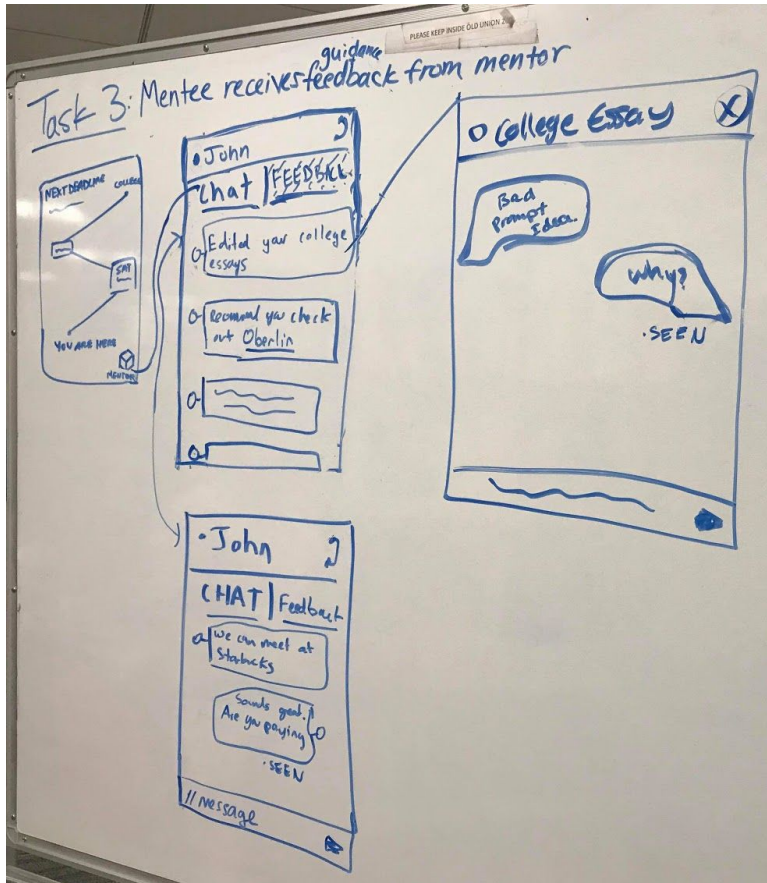 PLEASE KEEP INSIDE OLD UNION 2
guidance
Task 3: Mentee receives feedback from mentor
NEXT DEADLINE
COLLEGE
SAT
YOU ARE HERE
MENTOR
John
Chat | FEEDBACK
Edited your college
essays
Recommend you check
out Oberlin
John
CHAT | Feedback
We can meet at
Starbucks
Sounds great.
Are you paying
.SEEN
// message
College Essay X
Bad
Prompt
Idea.
Why?
.SEEN